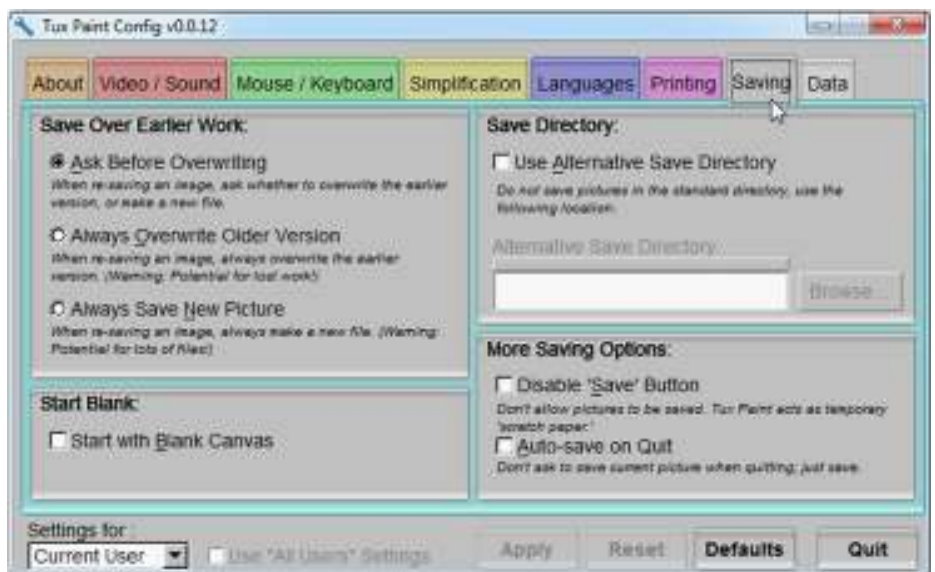 Tux Paint Config v0.0.12
About Video / Sound Mouse / Keyboard Simplification Languages Printing Saving Data
Save Over Earlier Work:
Ask Before Overwriting
When re-saving an image, ask whether to overwrite the earlier
version, or make a new file.
Always Overwrite Older Version
When re-saving an image, always overwrite the earlier
version. (Warning: Potential for lost work!)
Always Save New Picture
When re-saving an image, always make a new file. (Warning:
Potential for lots of files!)
Start Blank:
Start with Blank Canvas
Save Directory:
Use Alternative Save Directory
Do not save pictures in the standard directory, use the
following location:
Alternative Save Directory
Browse...
More Saving Options:
Disable 'Save' Button
Don't allow pictures to be saved. Tux Paint acts as temporary
'scratch paper.'
Auto-save on Quit
Don't ask to save current picture when quitting; just save.
Settings for :
Current User Use "All Users" Settings Apply Reset Defaults Quit